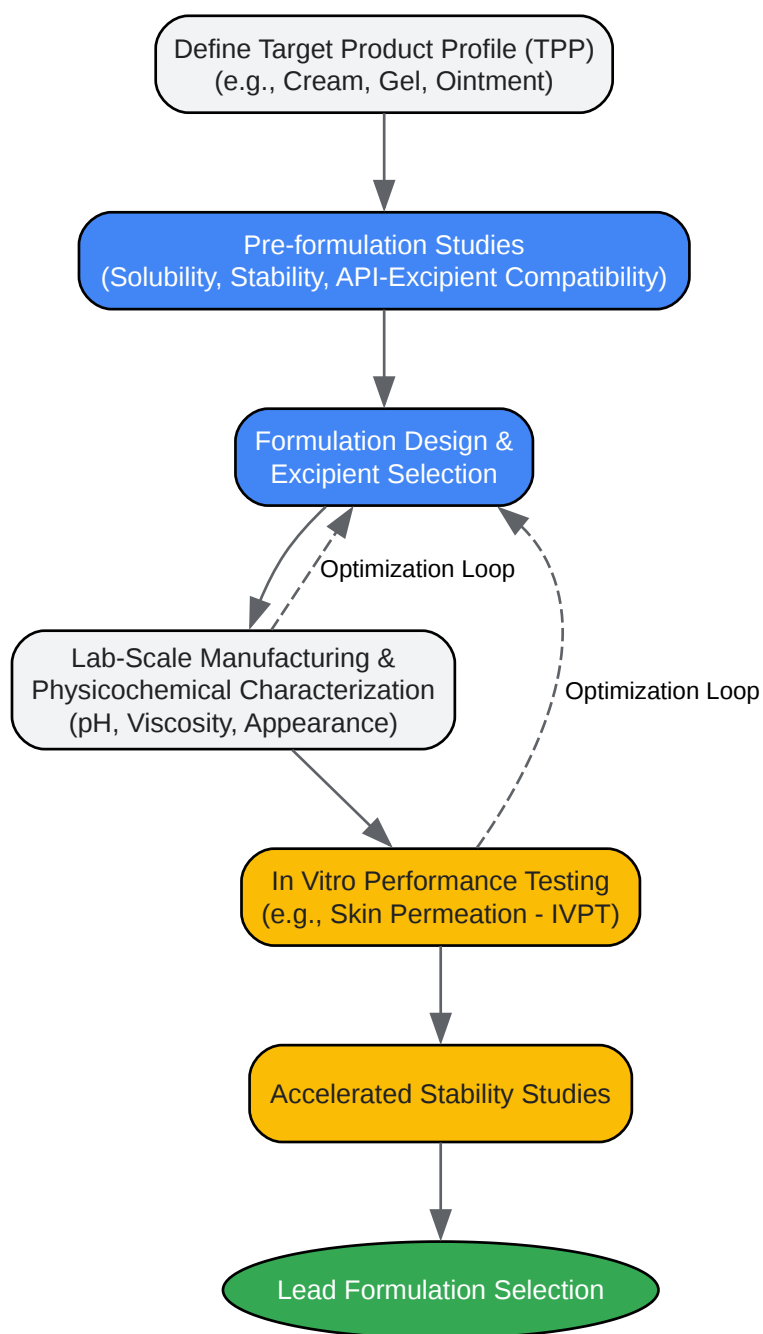 Define Target Product Profile (TPP)
(e.g., Cream, Gel, Ointment)
Pre-formulation Studies
(Solubility, Stability, API-Excipient Compatibility)
Formulation Design &
Excipient Selection
Optimization Loop
Lab-Scale Manufacturing &
Physicochemical Characterization
(pH, Viscosity, Appearance)
Optimization Loop
In Vitro Performance Testing
(e.g., Skin Permeation - IVPT)
Accelerated Stability Studies
Lead Formulation Selection